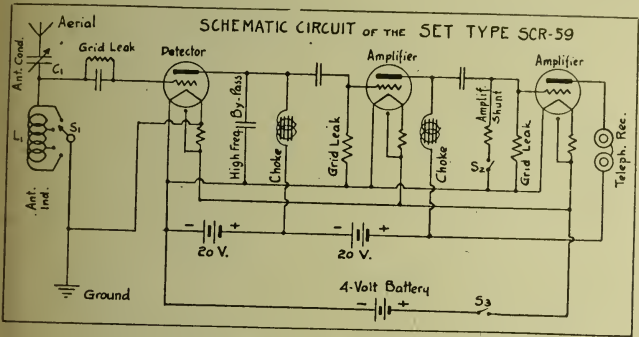 SCHEMATIC CIRCUIT OF THE SET TYPE SCR-59
Aerial
Ant. Cond.
C1
Grid Leak
Detector
Amplifier
Amplifier
High Freq. By-Pass
Choke
Grid Leak
Choke
Amplif. Shunt
S2
Grid Leak
Teleph. Rec.
L
S1
Ant. Ind.
- +
20 V.
- +
20 V.
Ground
4-Volt Battery
- +
S3